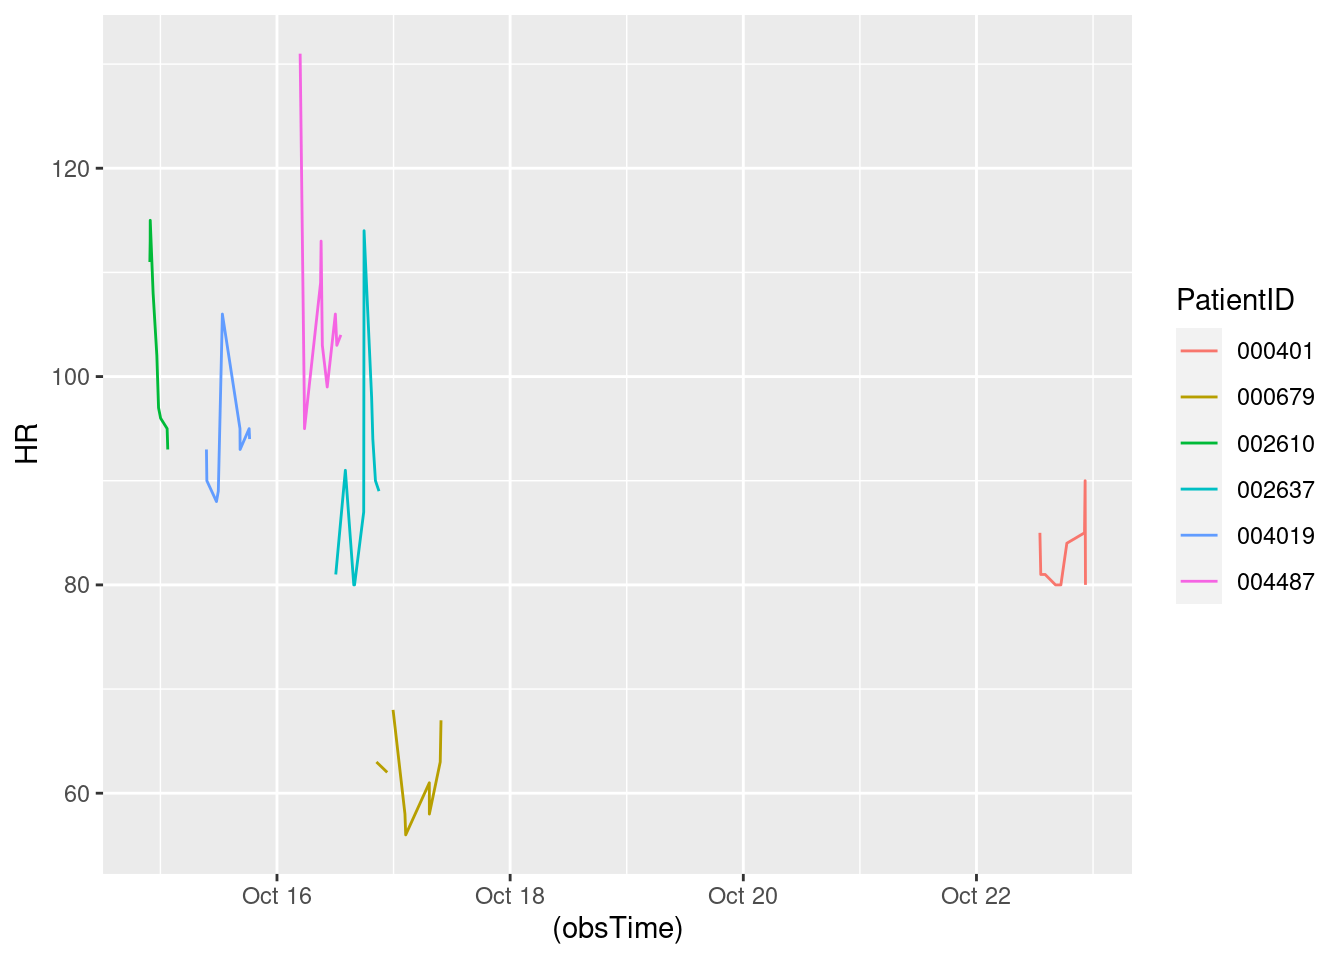 120
100
80
60
HR
Oct 16
Oct 18
Oct 20
Oct 22
(obsTime)
PatientID
000401
000679
002610
002637
004019
004487